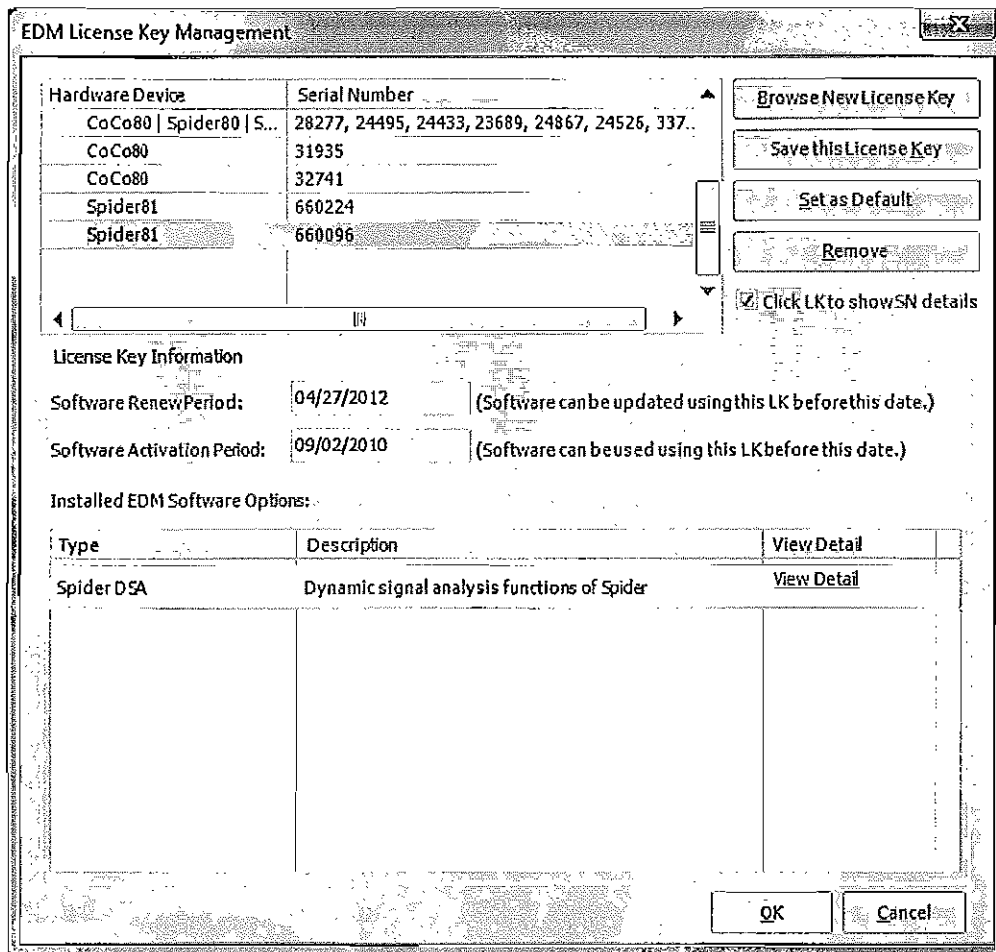 EDM License Key Management
Hardware Device Serial Number
CoCo80 | Spider80 | S... 28277, 24495, 24433, 23689, 24867, 24526, 337..
CoCo80 31935
CoCo80 32741
Spider81 660224
Spider81 660096
Browse New License Key
Save this License Key
Set as Default
Remove
Click LK to show SN details
License Key Information
Software Renew Period: 04/27/2012 (Software can be updated using this LK before this date.)
Software Activation Period: 09/02/2010 (Software can be used using this LK before this date.)
Installed EDM Software Options:
Type Description View Detail
Spider DSA Dynamic signal analysis functions of Spider View Detail
OK Cancel